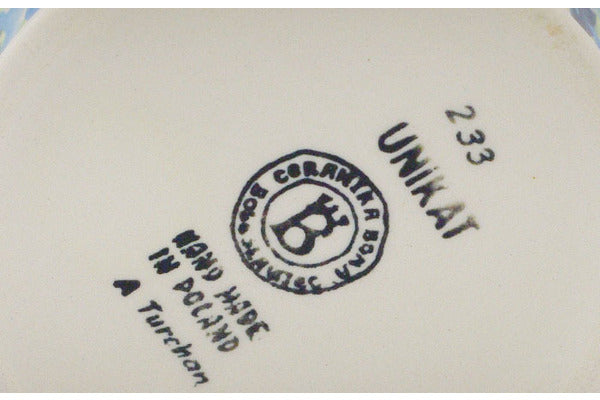 233
UNIKAT
CERAMIKA BONA
B
HAND MADE
IN POLAND
A Turchan